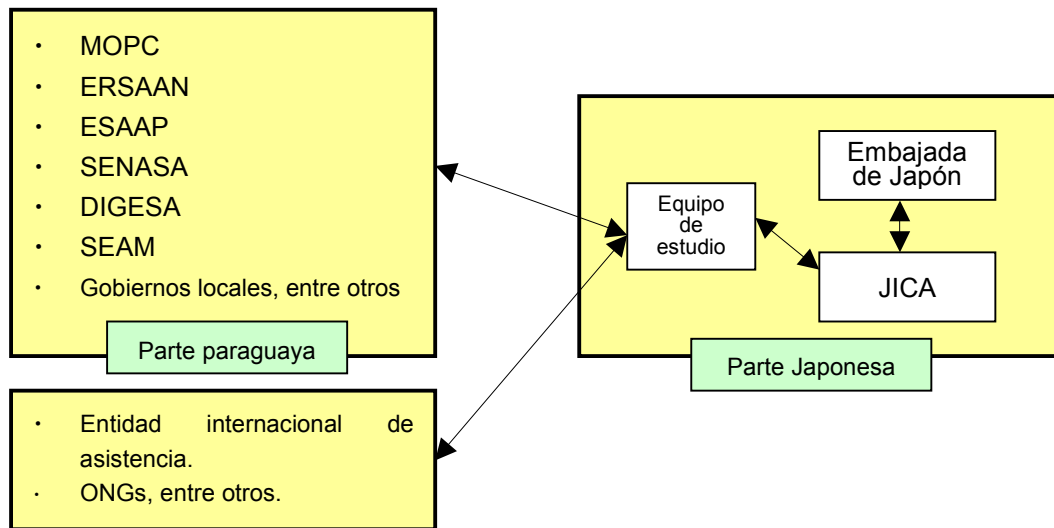 ・ MOPC
・ ERSAAN
・ ESAAP
・ SENASA
・ DIGESA
・ SEAM
・ Gobiernos locales, entre otros
Parte paraguaya
・ Entidad internacional de
asistencia.
・ ONGs, entre otros.
Equipo
de
estudio
Embajada
de Japón
JICA
Parte Japonesa